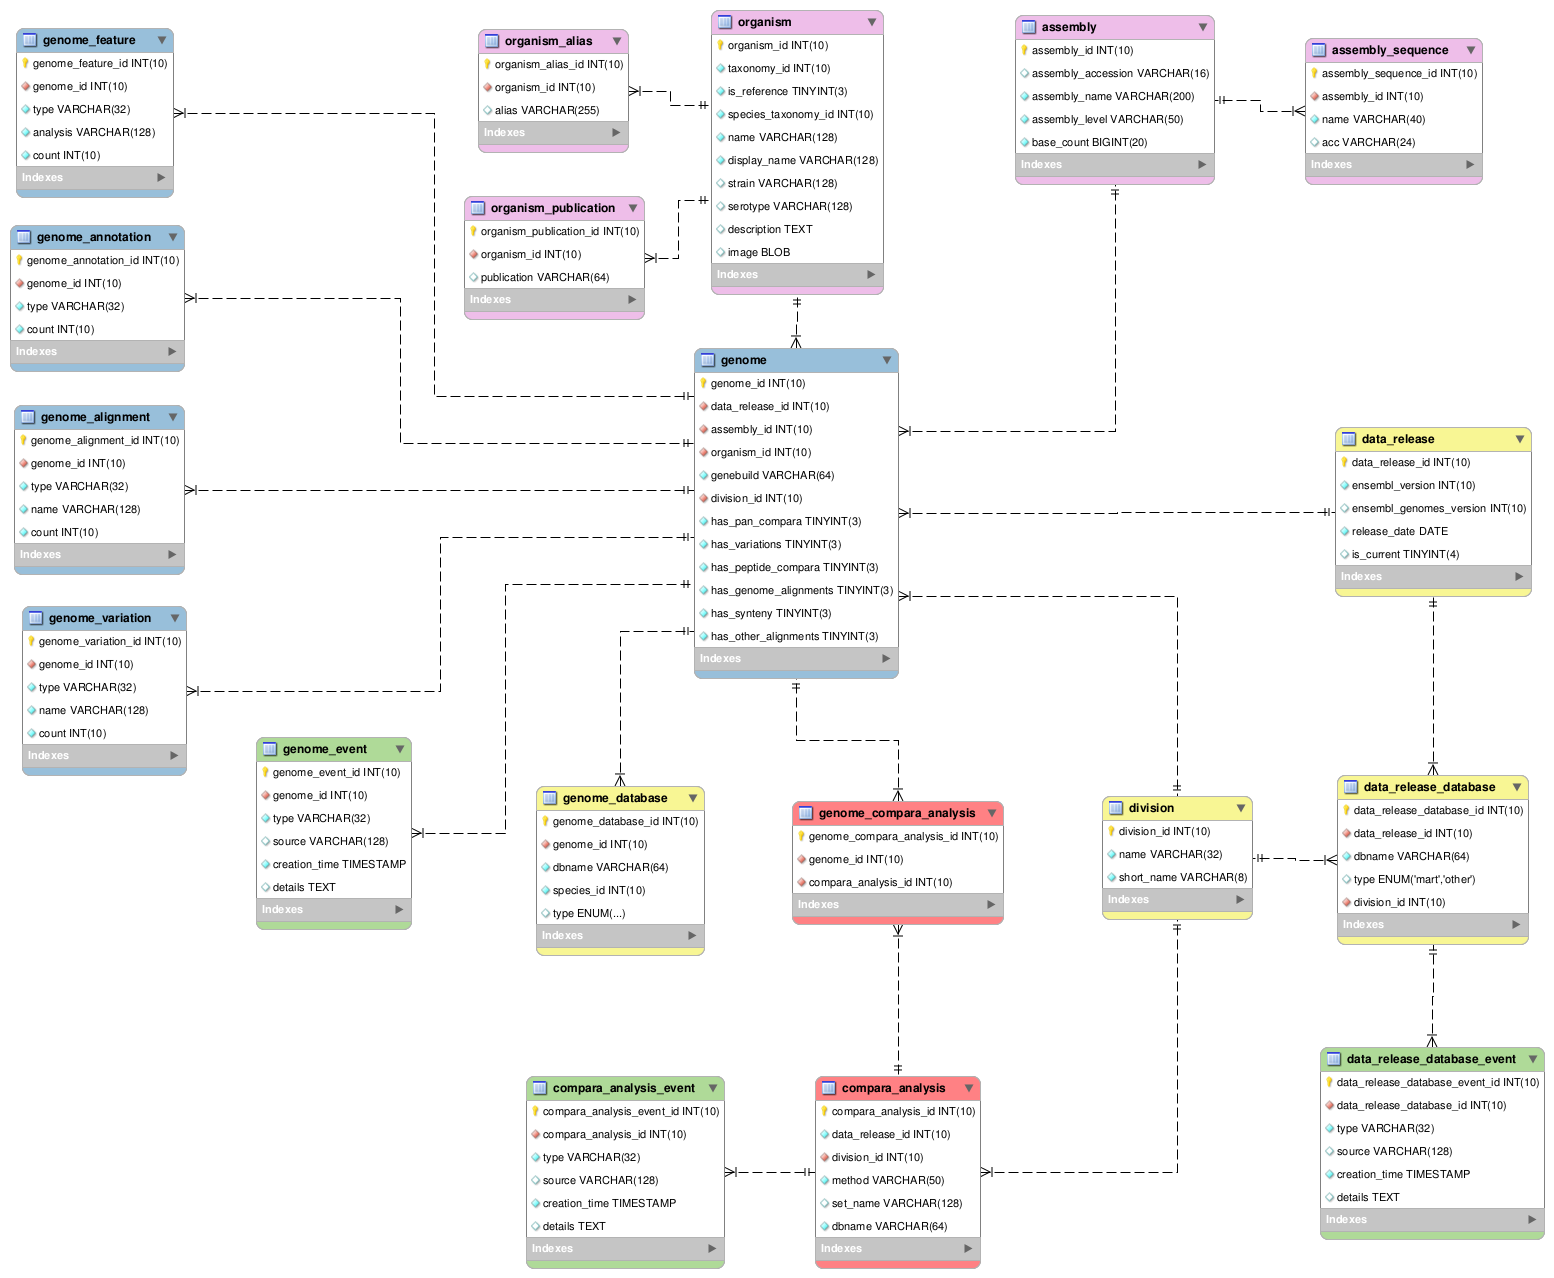 genome_feature
genome_feature_id INT(10)
genome_id INT(10)
type VARCHAR(32)
analysis VARCHAR(128)
count INT(10)
Indexes
organism_alias
organism_alias_id INT(10)
organism_id INT(10)
alias VARCHAR(255)
Indexes
organism
organism_id INT(10)
taxonomy_id INT(10)
is_reference TINYINT(3)
species_taxonomy_id INT(10)
name VARCHAR(128)
display_name VARCHAR(128)
strain VARCHAR(128)
serotype VARCHAR(128)
description TEXT
image BLOB
Indexes
assembly
assembly_id INT(10)
assembly_accession VARCHAR(16)
assembly_name VARCHAR(200)
assembly_level VARCHAR(50)
base_count BIGINT(20)
Indexes
assembly_sequence
assembly_sequence_id INT(10)
assembly_id INT(10)
name VARCHAR(40)
acc VARCHAR(24)
Indexes
organism_publication
organism_publication_id INT(10)
organism_id INT(10)
publication VARCHAR(64)
Indexes
genome_annotation
genome_annotation_id INT(10)
genome_id INT(10)
type VARCHAR(32)
count INT(10)
Indexes
genome
genome_id INT(10)
data_release_id INT(10)
assembly_id INT(10)
organism_id INT(10)
genebuild VARCHAR(64)
division_id INT(10)
has_pan_compara TINYINT(3)
has_variations TINYINT(3)
has_peptide_compara TINYINT(3)
has_genome_alignments TINYINT(3)
has_synteny TINYINT(3)
has_other_alignments TINYINT(3)
Indexes
genome_alignment
genome_alignment_id INT(10)
genome_id INT(10)
type VARCHAR(32)
name VARCHAR(128)
count INT(10)
Indexes
data_release
data_release_id INT(10)
ensembl_version INT(10)
ensembl_genomes_version INT(10)
release_date DATE
is_current TINYINT(4)
Indexes
genome_variation
genome_variation_id INT(10)
genome_id INT(10)
type VARCHAR(32)
name VARCHAR(128)
count INT(10)
Indexes
genome_event
genome_event_id INT(10)
genome_id INT(10)
type VARCHAR(32)
source VARCHAR(128)
creation_time TIMESTAMP
details TEXT
Indexes
genome_database
genome_database_id INT(10)
genome_id INT(10)
dbname VARCHAR(64)
species_id INT(10)
type ENUM(...)
Indexes
genome_compara_analysis
genome_compara_analysis_id INT(10)
genome_id INT(10)
compara_analysis_id INT(10)
Indexes
division
division_id INT(10)
name VARCHAR(32)
short_name VARCHAR(8)
Indexes
data_release_database
data_release_database_id INT(10)
data_release_id INT(10)
dbname VARCHAR(64)
type ENUM('mart','other')
division_id INT(10)
Indexes
compara_analysis_event
compara_analysis_event_id INT(10)
compara_analysis_id INT(10)
type VARCHAR(32)
source VARCHAR(128)
creation_time TIMESTAMP
details TEXT
Indexes
compara_analysis
compara_analysis_id INT(10)
data_release_id INT(10)
division_id INT(10)
method VARCHAR(50)
set_name VARCHAR(128)
dbname VARCHAR(64)
Indexes
data_release_database_event
data_release_database_event_id INT(10)
data_release_database_id INT(10)
type VARCHAR(32)
source VARCHAR(128)
creation_time TIMESTAMP
details TEXT
Indexes